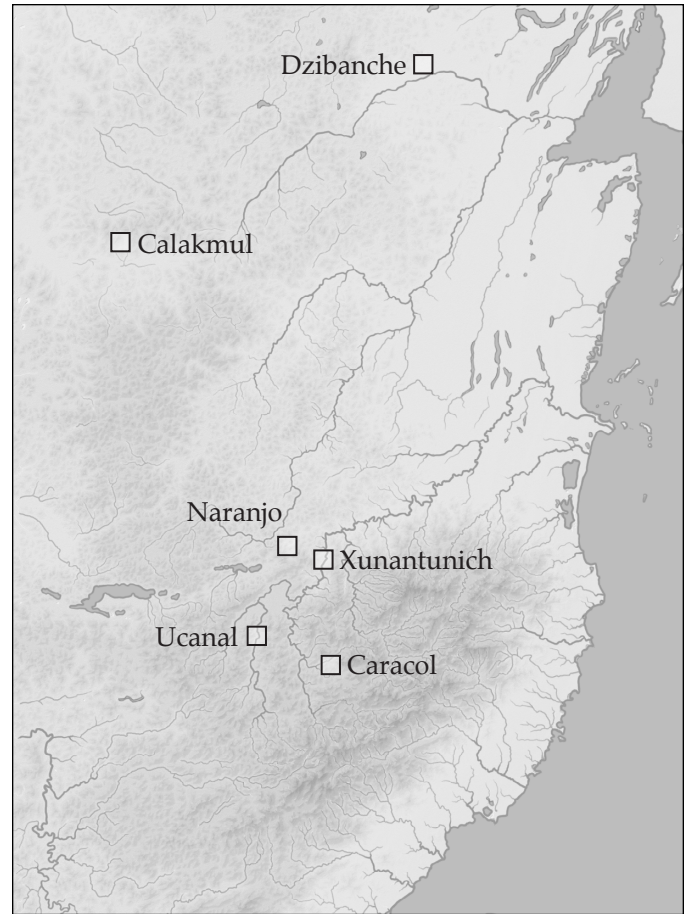 Dzibanche
Calakmul
Naranjo
Xunantunich
Ucanal
Caracol